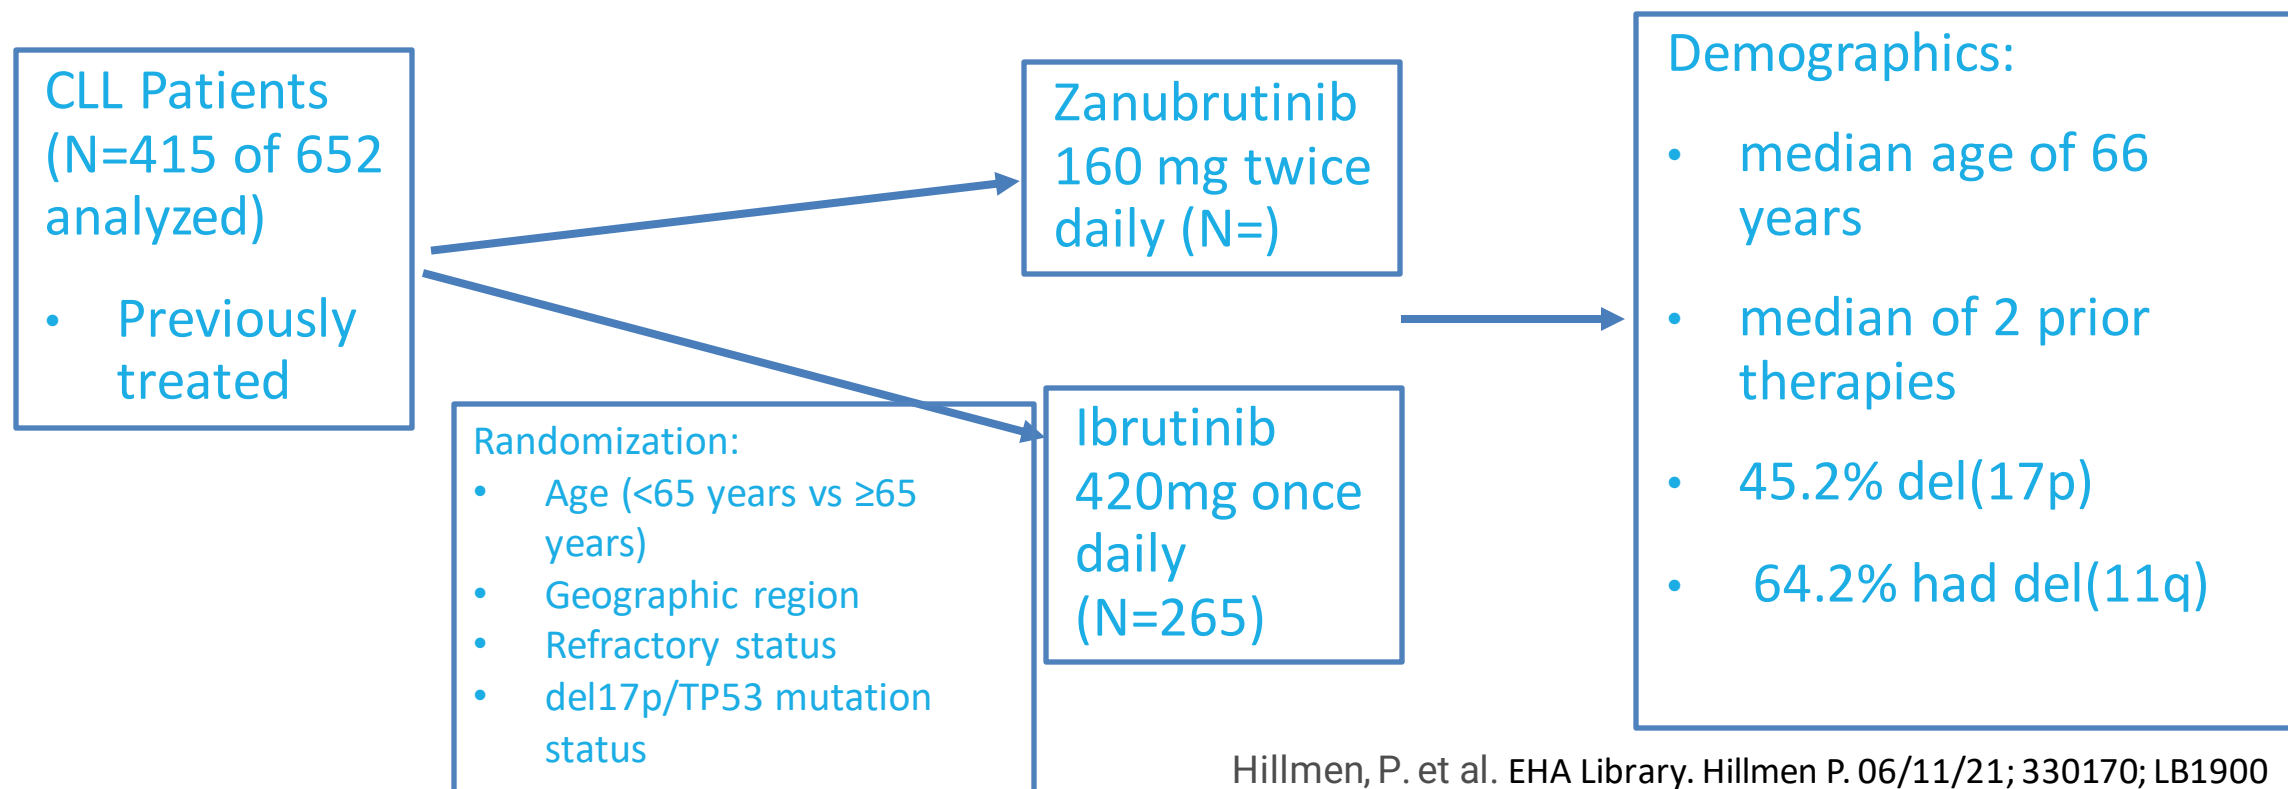 CLL Patients
(N=415 of 652
analyzed)
• Previously
treated
Zanubrutinib
160 mg twice
daily (N=)
Randomization:
• Age (<65 years vs ≥65
years)
• Geographic region
• Refractory status
• del17p/TP53 mutation
status
Ibrutinib
420mg once
daily
(N=265)
Demographics:
• median age of 66
years
• median of 2 prior
therapies
• 45.2% del(17p)
• 64.2% had del(11q)
Hillmen, P. et al. EHA Library. Hillmen P. 06/11/21; 330170; LB1900